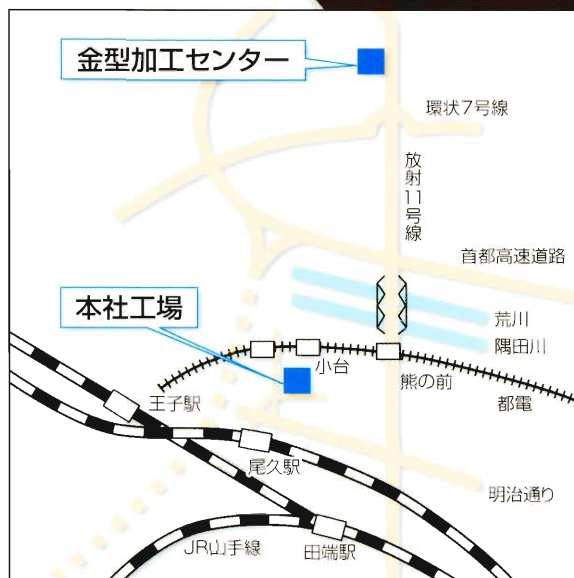 金型加工センター
環状7号線
放射11号線
首都高速道路
本社工場
荒川
隅田川
小台
熊の前
王子駅
都電
尾久駅
明治通り
JR山手線
田端駅